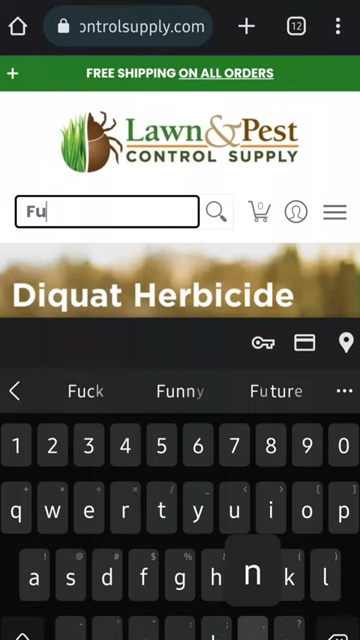 ontrolsupply.com
12
FREE SHIPPING ON ALL ORDERS
Lawn & Pest
CONTROL SUPPLY
Fu
0
Diquat Herbicide
Fuck Funny Future
1 2 3 4 5 6 7 8 9 0
q w e r t y u i o p
a s d f g h n k l